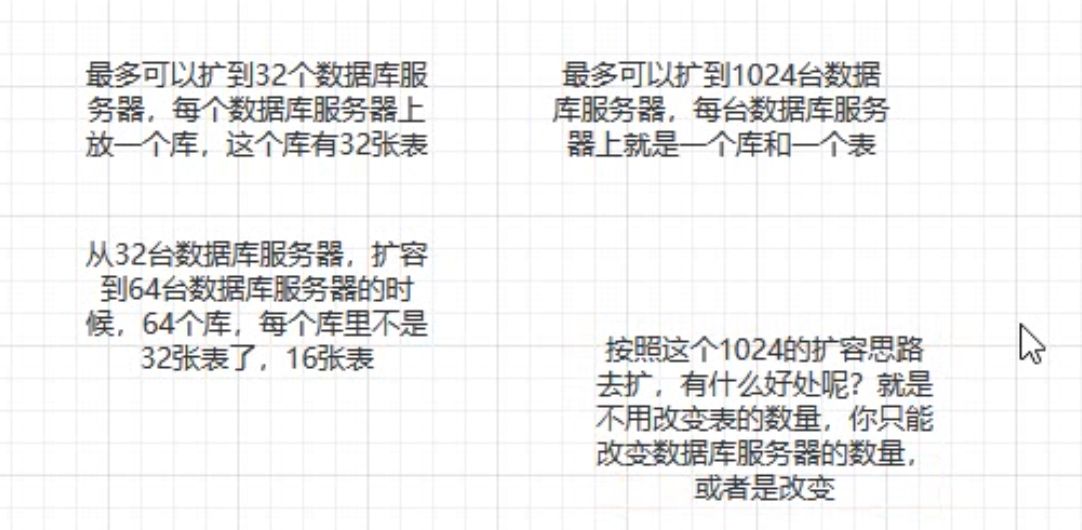 最多可以扩到32个数据库服
务器，每个数据库服务器上
放一个库，这个库有32张表
最多可以扩到1024台数据
库服务器，每台数据库服务
器上就是一个库和一个表
从32台数据库服务器，扩容
到64台数据库服务器的时
候，64个库，每个库里不是
32张表了，16张表
按照这个1024的扩容思路
去扩，有什么好处呢？就是
不用改变表的数量，你只能
改变数据库服务器的数量，
或者是改变